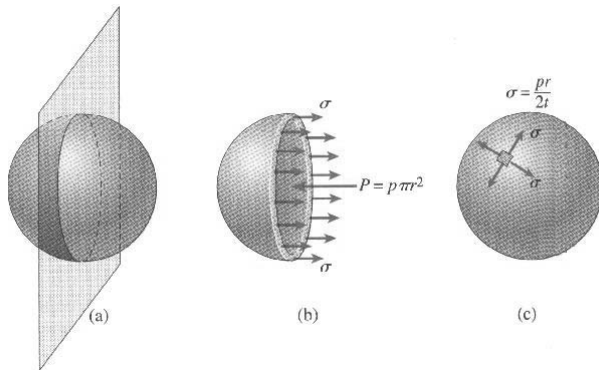 σ
P = pπr²
σ
σ = pr/2t
σ
σ
(a)
(b)
(c)